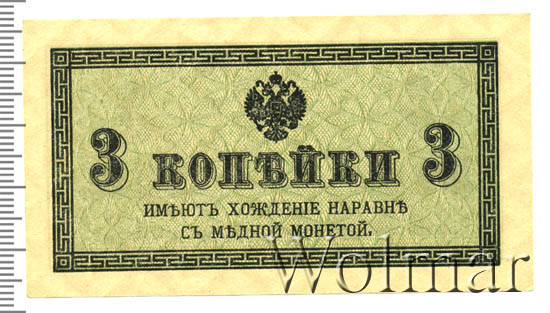 3 КОПѢЙКИ 3
ИМѢЮТЪ ХОЖДЕНІЕ НАРАВНѢ
СЪ МѢДНОЙ МОНЕТОЙ.
Wolmar